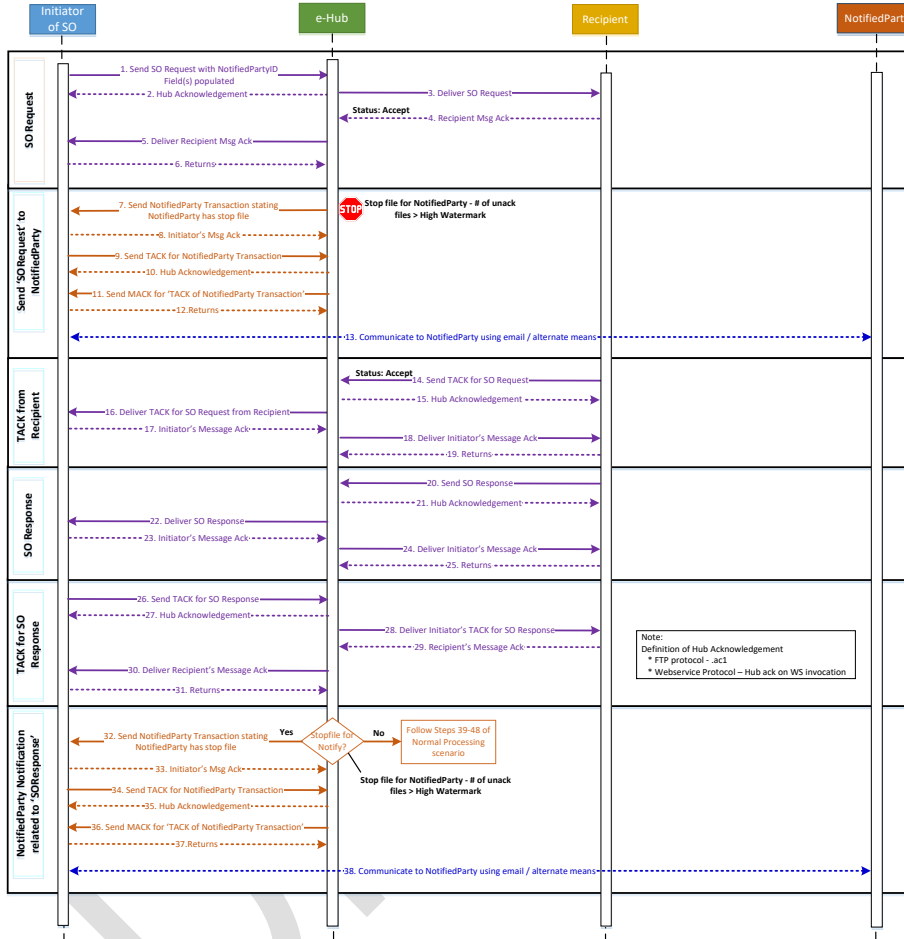 Initiator
of SO
e-Hub
Recipient
NotifiedPart
SO Request
1. Send SO Request with NotifiedPartyID
Field(s) populated
2. Hub Acknowledgement
3. Deliver SO Request
Status: Accept
4. Recipient Msg Ack
5. Deliver Recipient Msg Ack
6. Returns
Send 'SORequest' to
NotifiedParty
7. Send NotifiedParty Transaction stating
NotifiedParty has stop file
STOP
Stop file for NotifiedParty - # of unack
files > High Watermark
8. Initiator's Msg Ack
9. Send TACK for NotifiedParty Transaction
10. Hub Acknowledgement
11. Send MACK for 'TACK of NotifiedParty Transaction'
12.Returns
13. Communicate to NotifiedParty using email / alternate means
TACK from
Recipient
Status: Accept
14. Send TACK for SO Request
15. Hub Acknowledgement
16. Deliver TACK for SO Request from Recipient
17. Initiator's Message Ack
18. Deliver Initiator's Message Ack
19. Returns
SO Response
20. Send SO Response
21. Hub Acknowledgement
22. Deliver SO Response
23. Initiator's Message Ack
24. Deliver Initiator's Message Ack
25. Returns
TACK for SO
Response
26. Send TACK for SO Response
27. Hub Acknowledgement
28. Deliver Initiator's TACK for SO Response
29. Recipient's Message Ack
30. Deliver Recipient's Message Ack
31. Returns
Note:
Definition of Hub Acknowledgement
* FTP protocol - .ac1
* Webservice Protocol – Hub ack on WS invocation
NotifiedParty Notification
related to 'SOResponse'
32. Send NotifiedParty Transaction stating
NotifiedParty has stop file
Yes
Stopfile for
Notify?
No
Follow Steps 39-48 of
Normal Processing
scenario
33. Initiator's Msg Ack
Stop file for NotifiedParty - # of unack
files > High Watermark
34. Send TACK for NotifiedParty Transaction
35. Hub Acknowledgement
36. Send MACK for 'TACK of NotifiedParty Transaction'
37.Returns
38. Communicate to NotifiedParty using email / alternate means